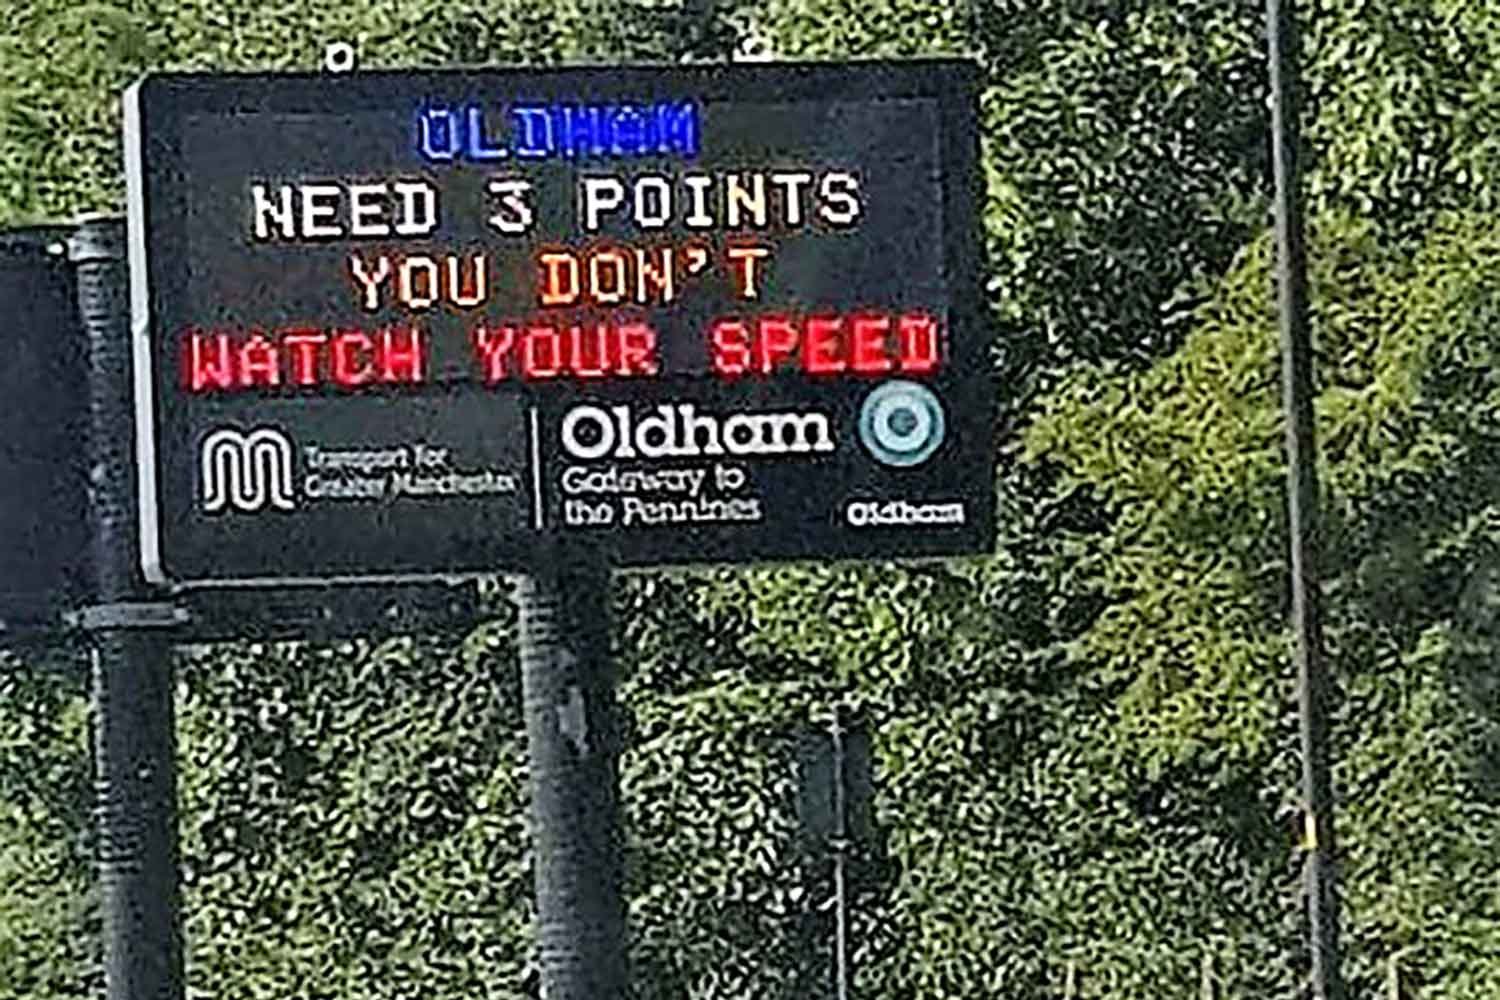 OLDHAM
NEED 3 POINTS
YOU DON'T
WATCH YOUR SPEED
Transport for
Greater Manchester
Oldham
Gateway to
the Pennines
Oldham